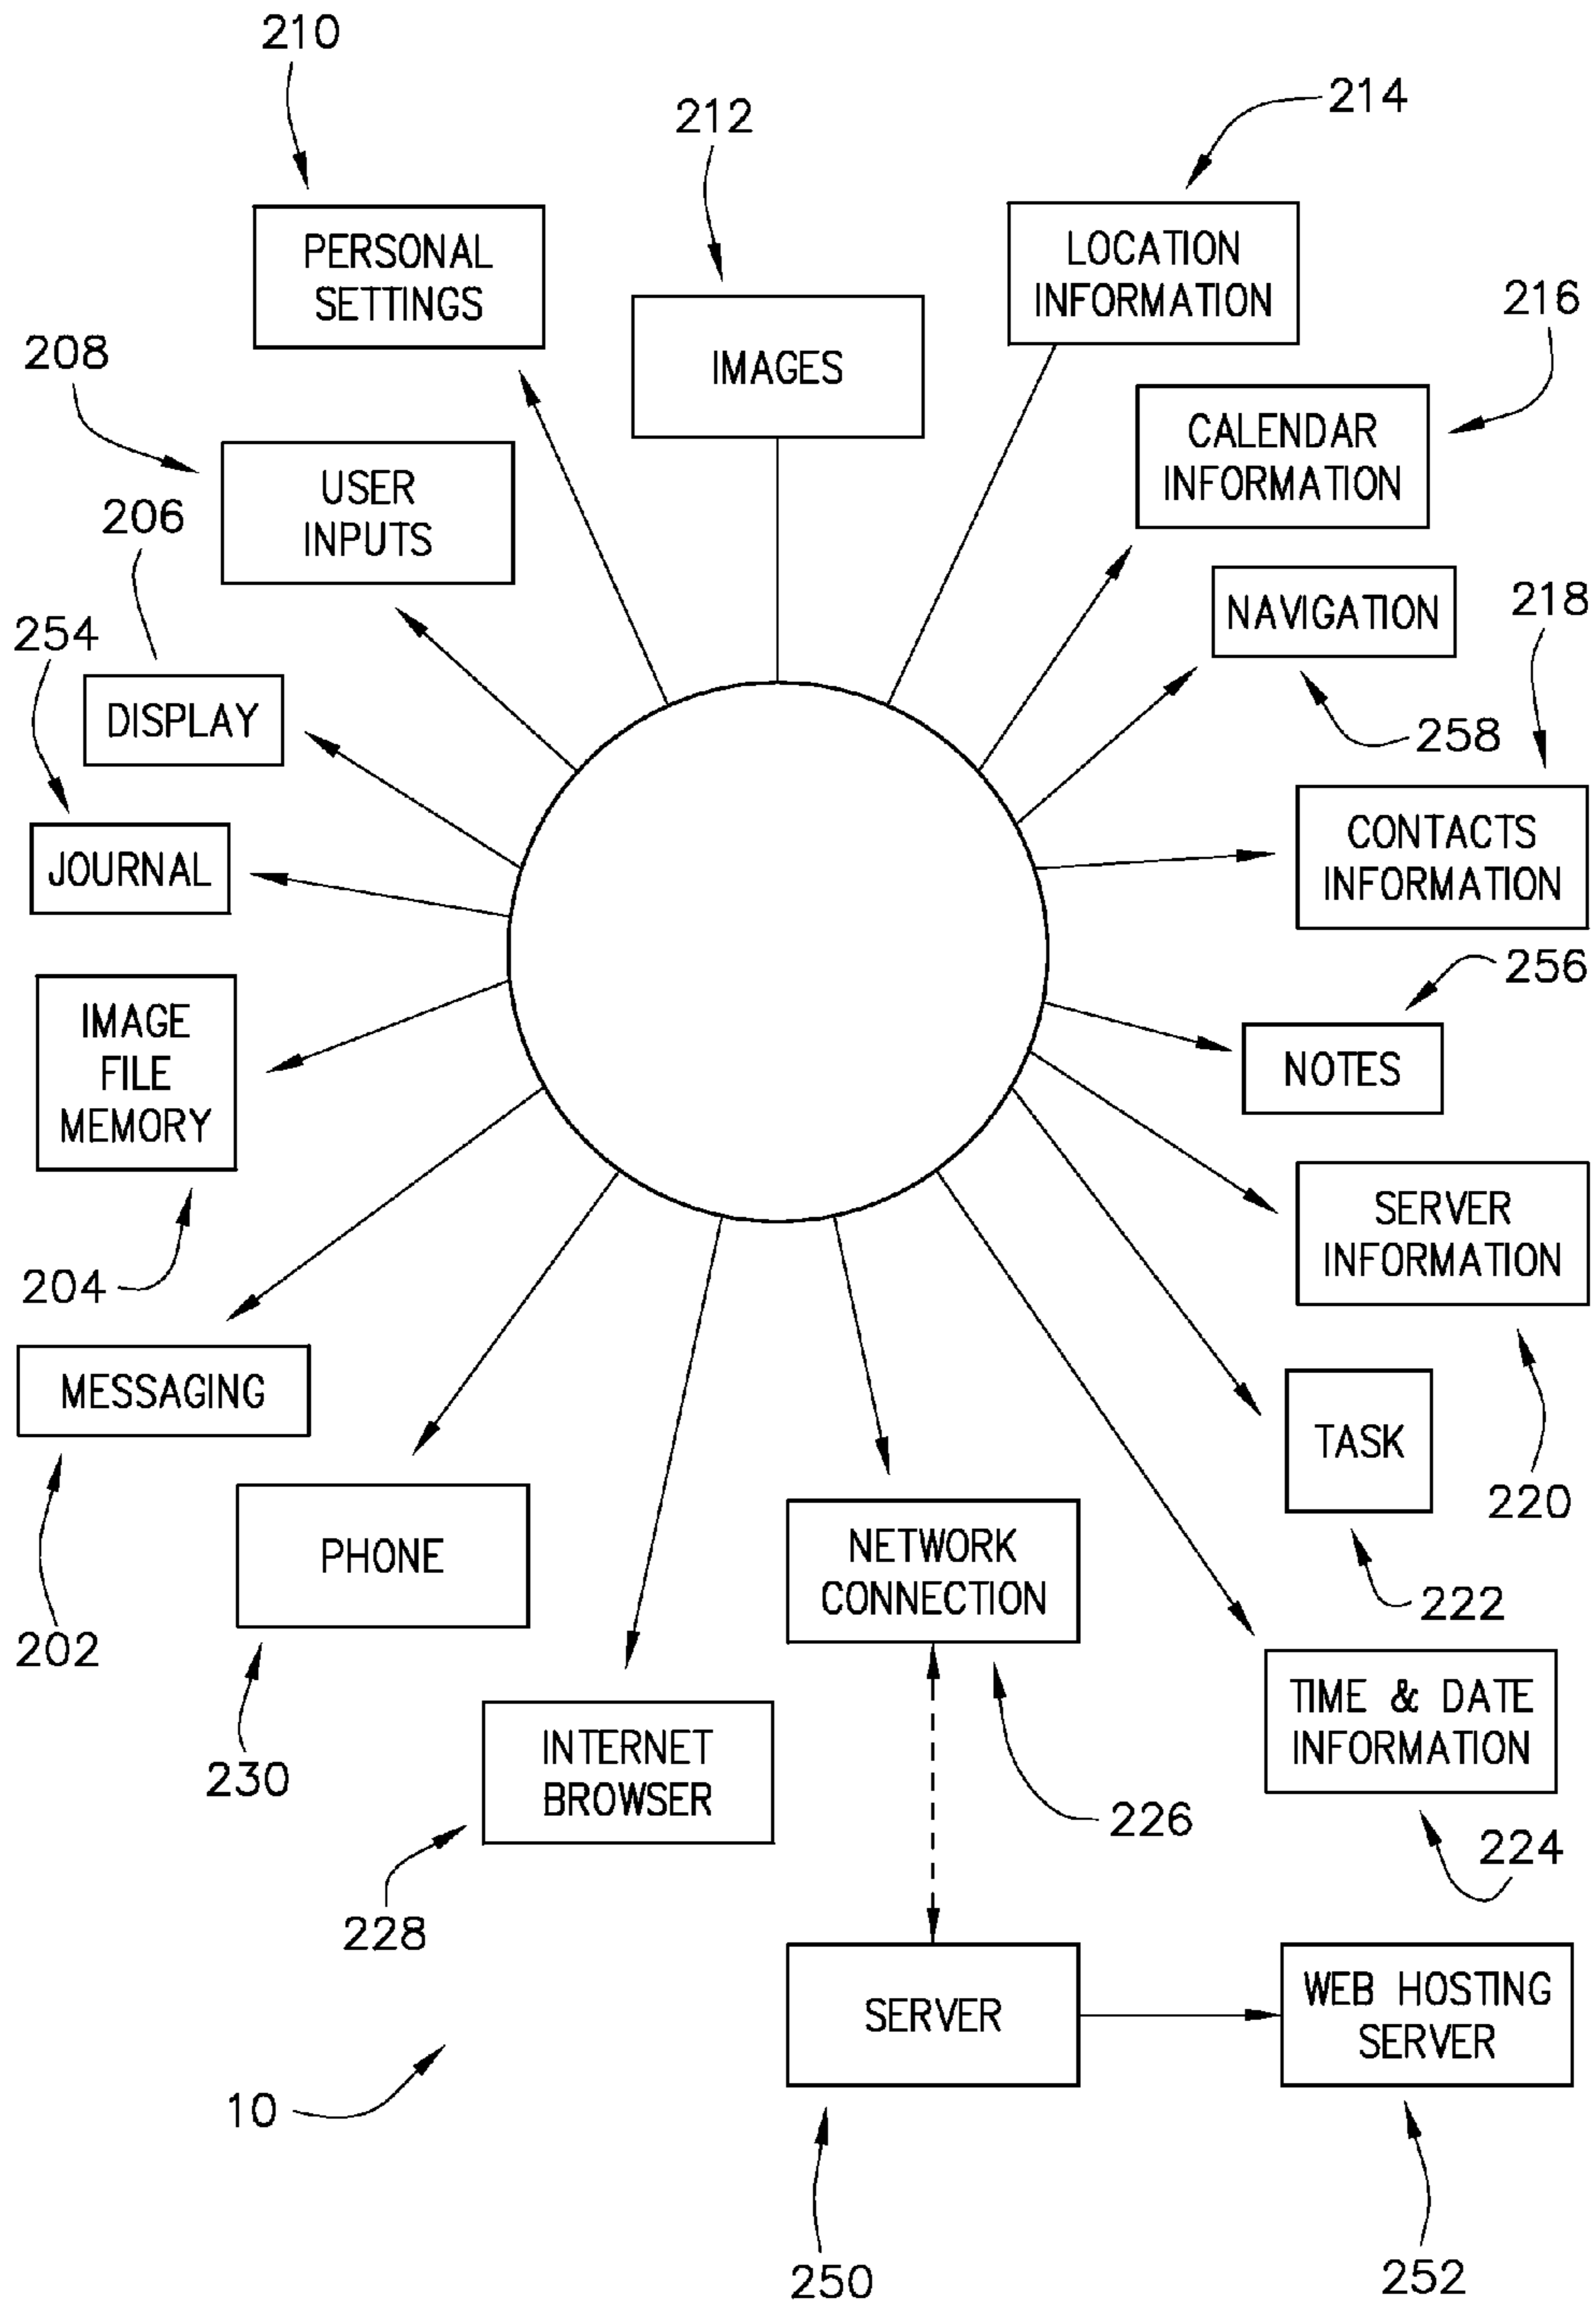 210
212
214
PERSONAL
SETTINGS
LOCATION
INFORMATION
216
208
IMAGES
CALENDAR
INFORMATION
USER
INPUTS
206
NAVIGATION
218
254
258
DISPLAY
CONTACTS
INFORMATION
JOURNAL
256
IMAGE
FILE
MEMORY
NOTES
SERVER
INFORMATION
204
MESSAGING
TASK
220
PHONE
NETWORK
CONNECTION
222
202
TIME & DATE
INFORMATION
230
INTERNET
BROWSER
226
224
228
SERVER
WEB HOSTING
SERVER
10
250
252